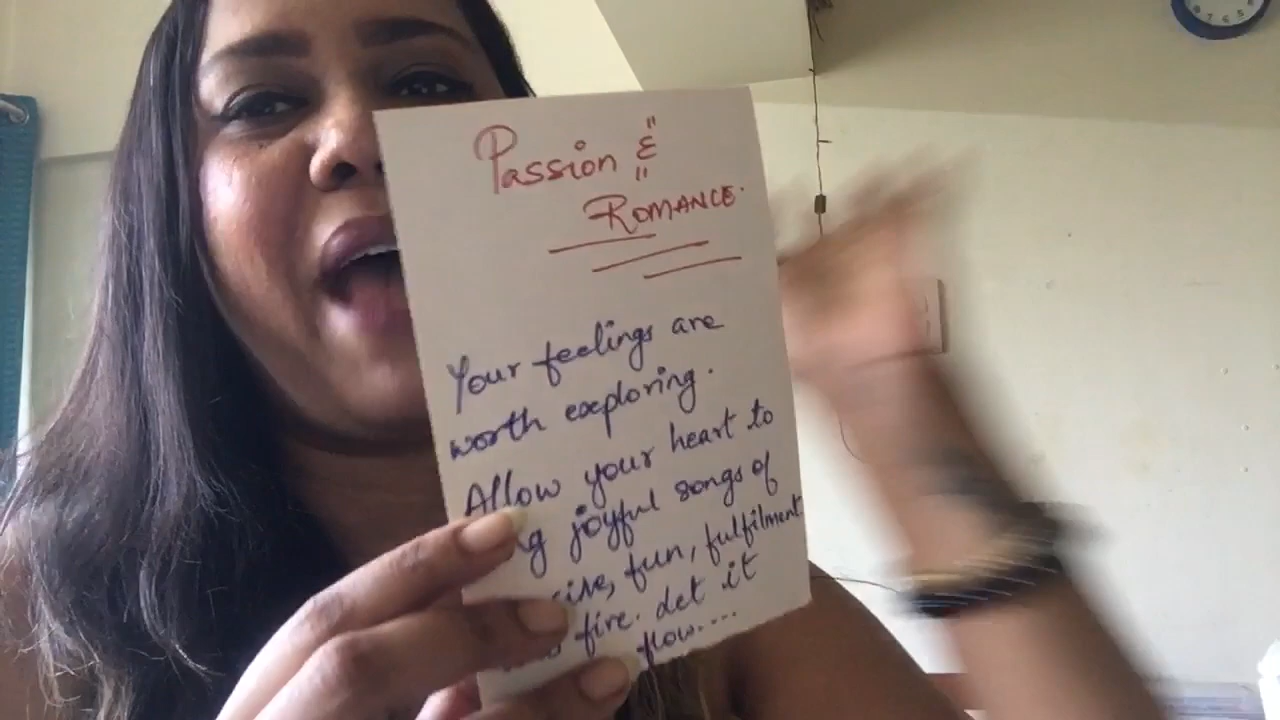 Passion "&"
ROMANCE.
Your feelings are
worth exploring.
Allow your heart to
joyful songs of
fun, fulfilment
fire. Let it
flow....